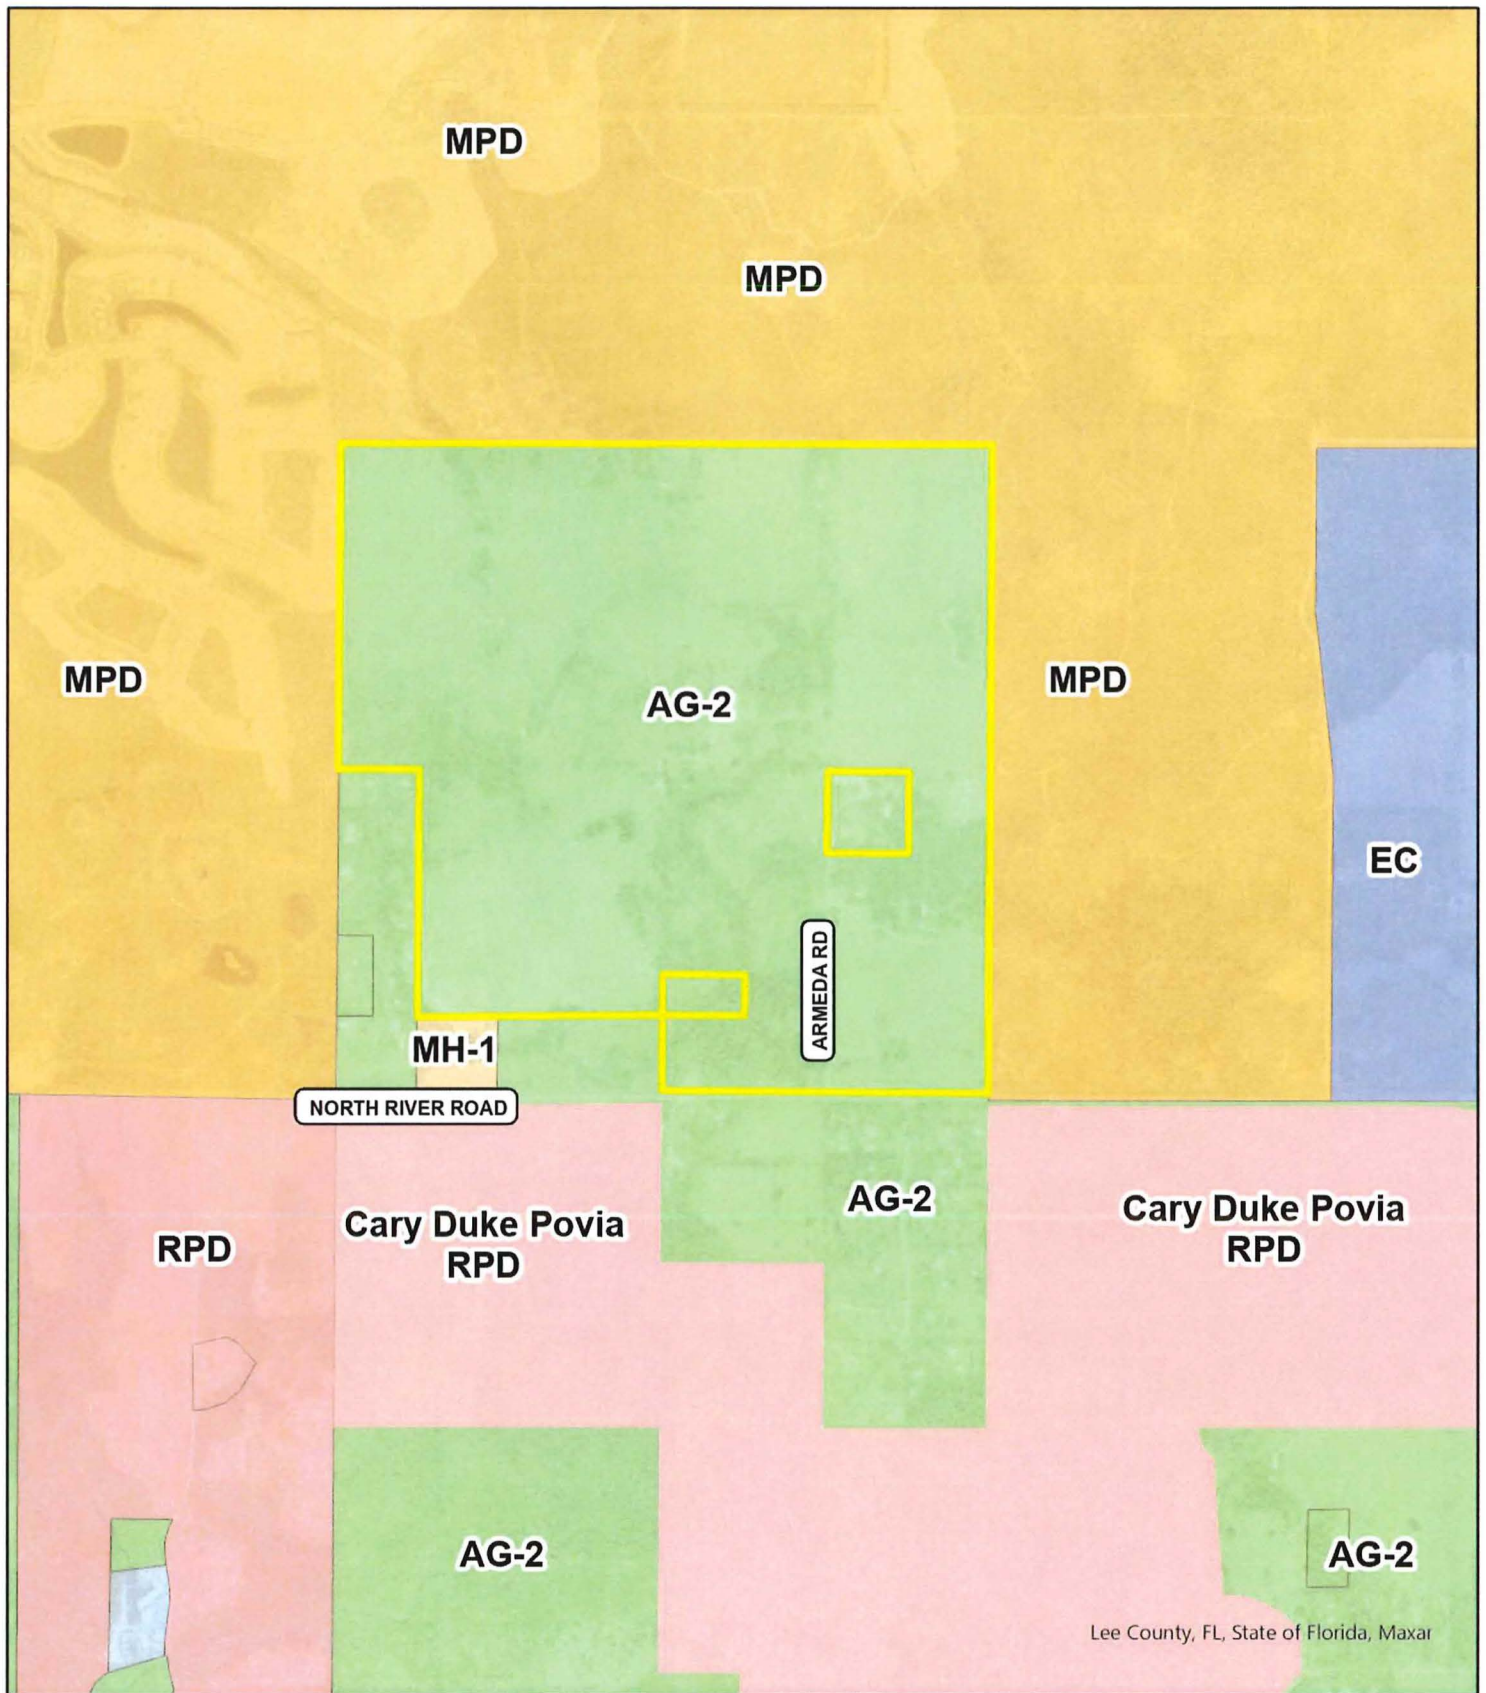 MPD
MPD
MPD
AG-2
MPD
EC
ARMEDA RD
MH-1
NORTH RIVER ROAD
AG-2
Cary Duke Povia
RPD
Cary Duke Povia
RPD
RPD
AG-2
AG-2
Lee County, FL, State of Florida, Maxar